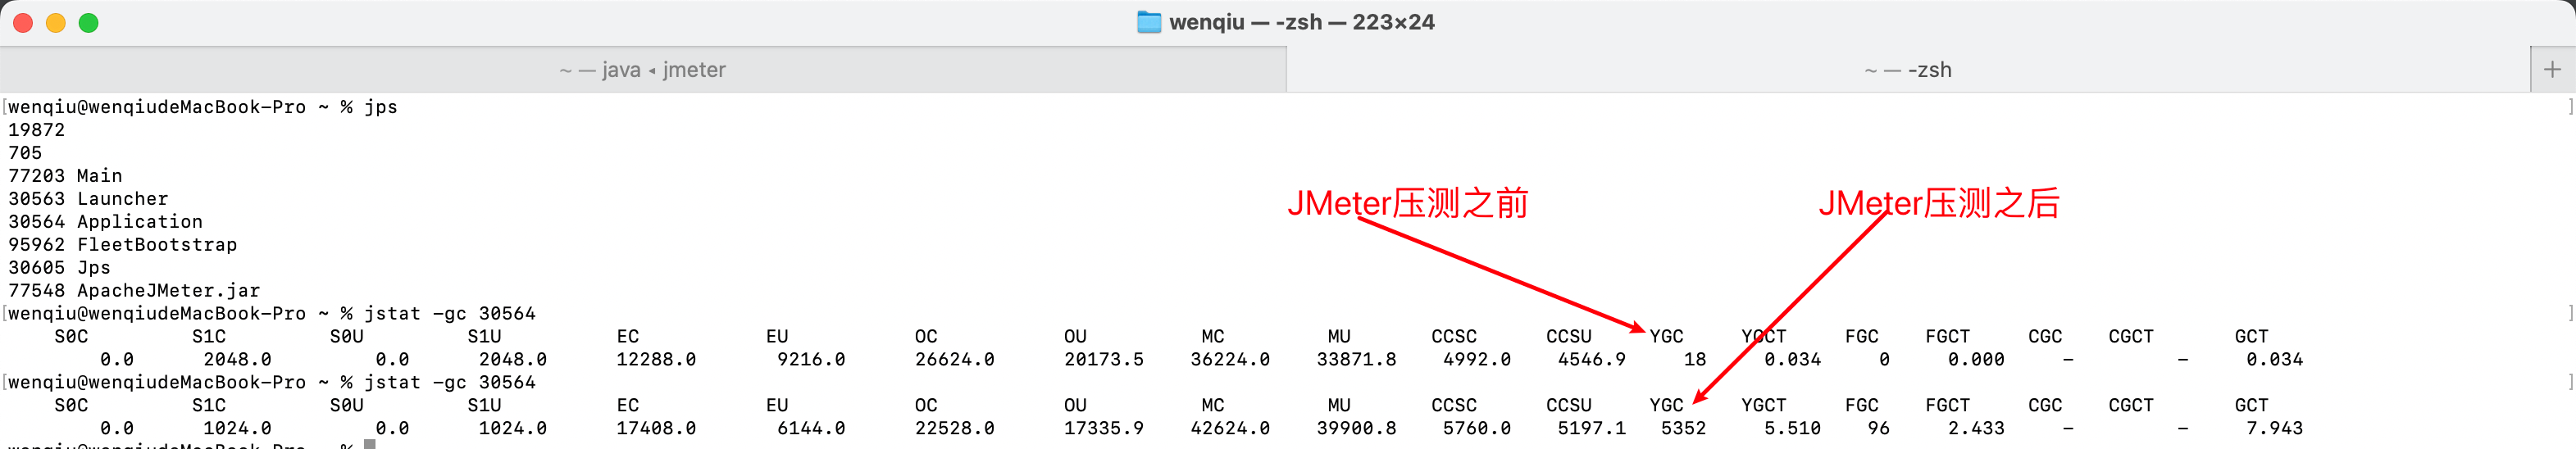 wenqiu — -zsh — 223×24
~ — java ◂ jmeter
~ — -zsh
+
[wenqiu@wenqiudeMacBook-Pro ~ % jps ]
19872
705
77203 Main
30563 Launcher
JMeter压测之前 JMeter压测之后
30564 Application
95962 FleetBootstrap
30605 Jps
77548 ApacheJMeter.jar
[wenqiu@wenqiudeMacBook-Pro ~ % jstat -gc 30564 ]
S0C S1C S0U S1U EC EU OC OU MC MU CCSC CCSU YGC YGCT FGC FGCT CGC CGCT GCT
0.0 2048.0 0.0 2048.0 12288.0 9216.0 26624.0 20173.5 36224.0 33871.8 4992.0 4546.9 18 0.034 0 0.000 - - 0.034
[wenqiu@wenqiudeMacBook-Pro ~ % jstat -gc 30564 ]
S0C S1C S0U S1U EC EU OC OU MC MU CCSC CCSU YGC YGCT FGC FGCT CGC CGCT GCT
0.0 1024.0 0.0 1024.0 17408.0 6144.0 22528.0 17335.9 42624.0 39900.8 5760.0 5197.1 5352 5.510 96 2.433 - - 7.943
wenqiu@wenqiudeMacBook-Pro ~ %